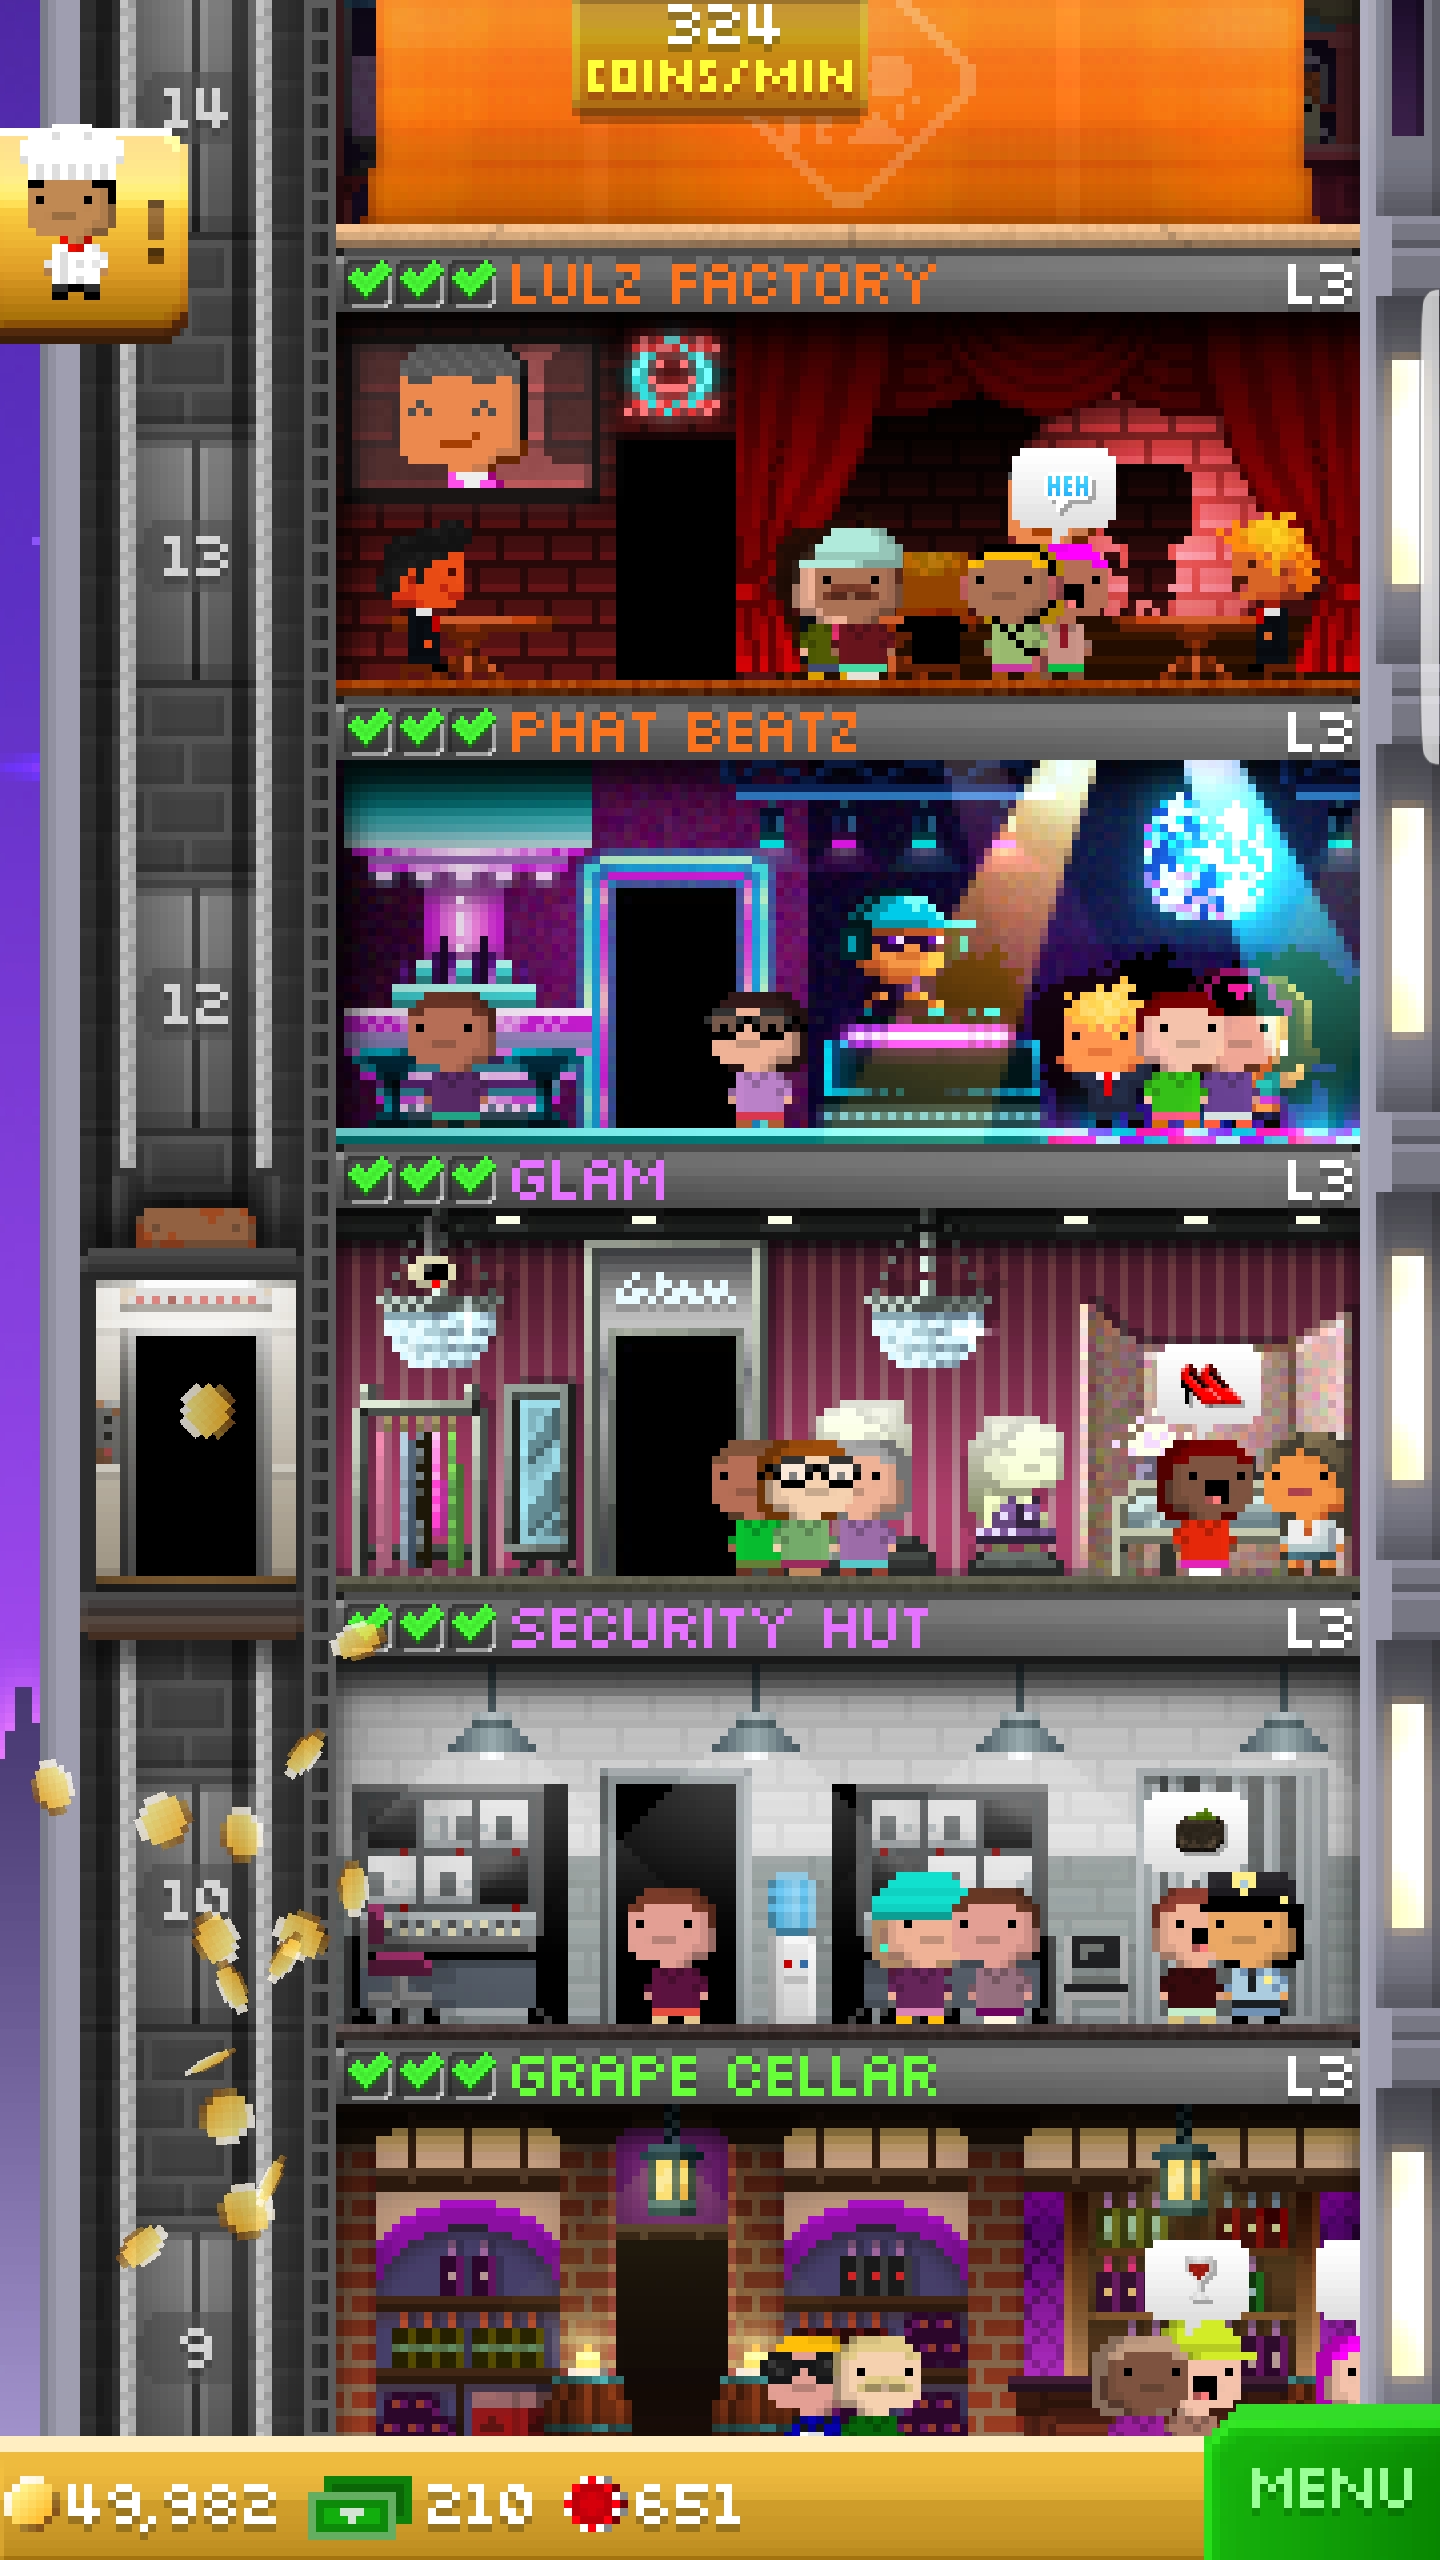 324
COINS/MIN
14
!
LULZ FACTORY L3
HEH
13
PHAT BEATZ L3
12
GLAM L3
Glam
SECURITY HUT L3
10
GRAPE CELLAR L3
9
49,982 210 651
MENU